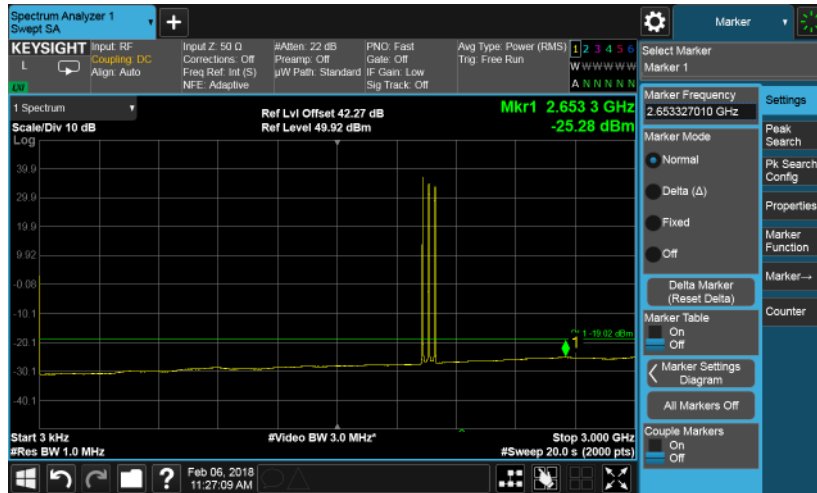 Spectrum Analyzer 1
Swept SA
Marker
KEYSIGHT
L
LXI
Input: RF
Coupling: DC
Align: Auto
Input Z: 50 Ω
Corrections: Off
Freq Ref: Int (S)
NFE: Adaptive
#Atten: 22 dB
Preamp: Off
µW Path: Standard
PNO: Fast
Gate: Off
IF Gain: Low
Sig Track: Off
Avg Type: Power (RMS)
Trig: Free Run
1 2 3 4 5 6
W W W W W W
A N N N N N
Select Marker
Marker 1
1 Spectrum
Scale/Div 10 dB
Log
Ref Lvl Offset 42.27 dB
Ref Level 49.92 dBm
Mkr1 2.653 3 GHz
-25.28 dBm
39.9
29.9
19.9
9.92
-0.08
-10.1
-20.1
-30.1
-40.1
1 -19.02 dBm
1
Start 3 kHz
#Res BW 1.0 MHz
#Video BW 3.0 MHz*
Stop 3.000 GHz
#Sweep 20.0 s (2000 pts)
Marker Frequency
2.653327010 GHz
Marker Mode
Normal
Delta (Δ)
Fixed
Off
Delta Marker
(Reset Delta)
Marker Table
On
Off
Marker Settings
Diagram
All Markers Off
Couple Markers
On
Off
Settings
Peak
Search
Pk Search
Config
Properties
Marker
Function
Marker→
Counter
?
Feb 06, 2018
11:27:09 AM